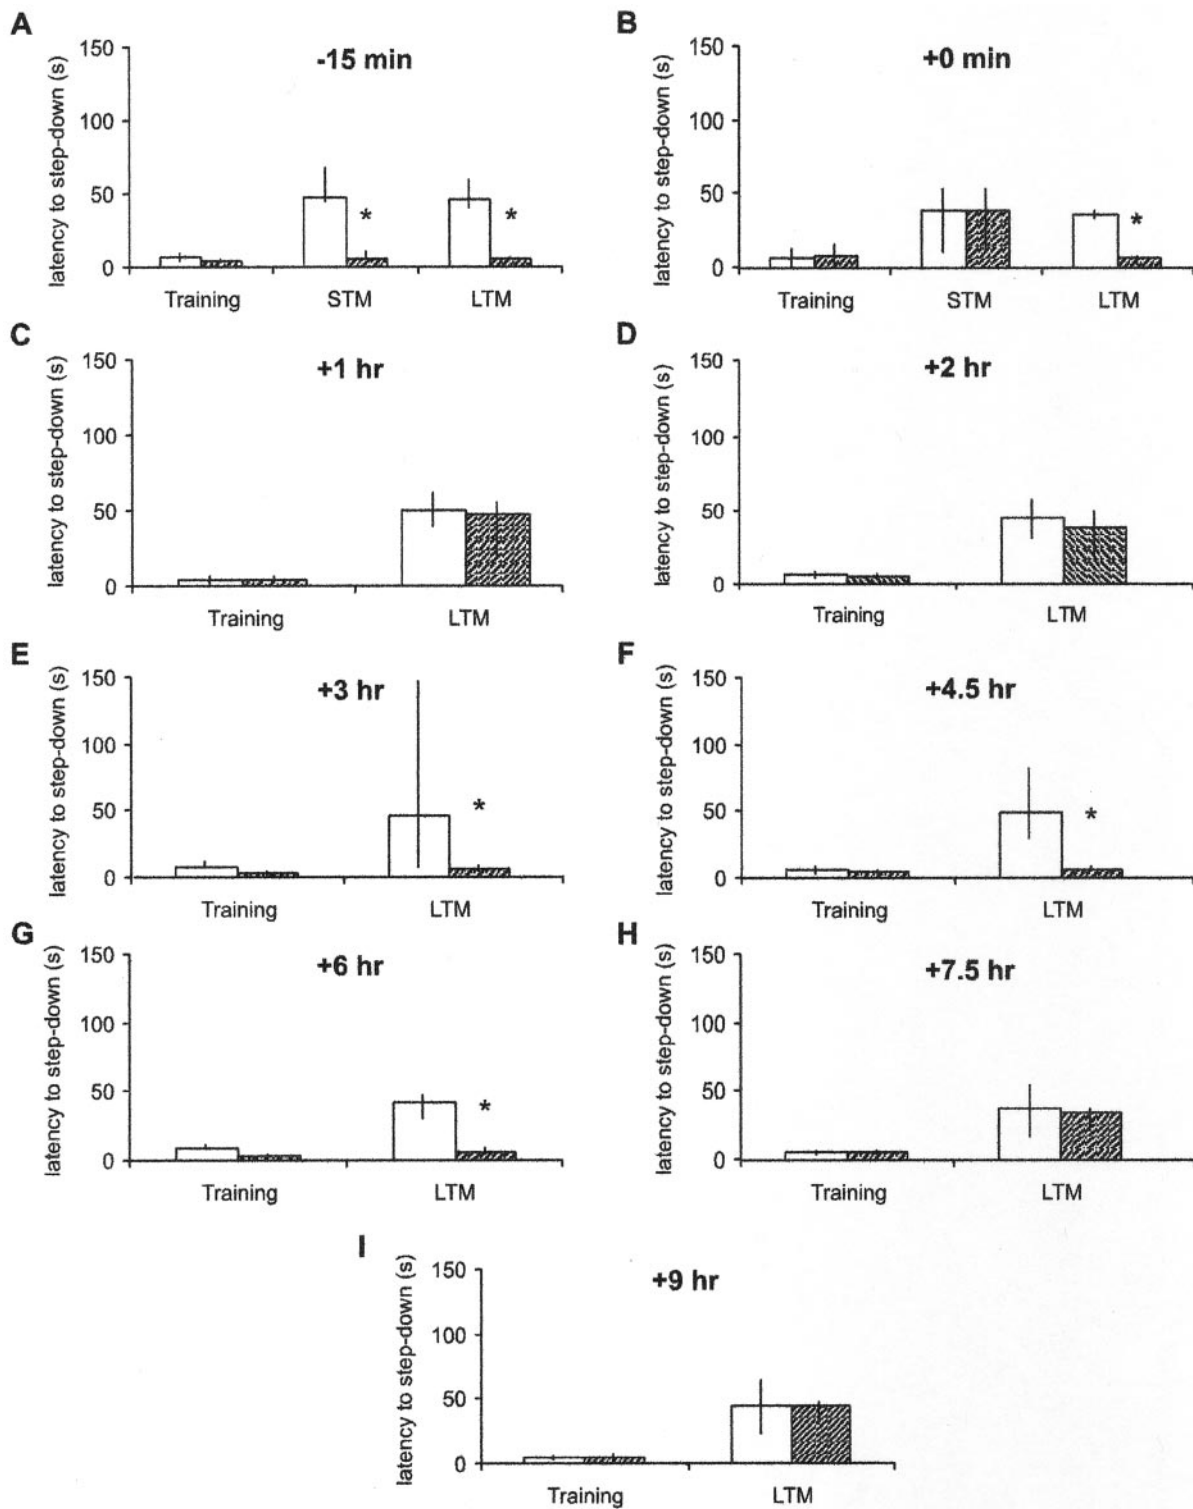 A
-15 min
latency to step-down (s)
150
100
50
0
*
*
Training
STM
LTM
B
+0 min
latency to step-down (s)
150
100
50
0
*
Training
STM
LTM
C
+1 hr
latency to step-down (s)
150
100
50
0
Training
LTM
D
+2 hr
latency to step-down (s)
150
100
50
0
Training
LTM
E
+3 hr
latency to step-down (s)
150
100
50
0
*
Training
LTM
F
+4.5 hr
latency to step-down (s)
150
100
50
0
*
Training
LTM
G
+6 hr
latency to step-down (s)
150
100
50
0
*
Training
LTM
H
+7.5 hr
latency to step-down (s)
150
100
50
0
Training
LTM
I
+9 hr
latency to step-down (s)
150
100
50
0
Training
LTM